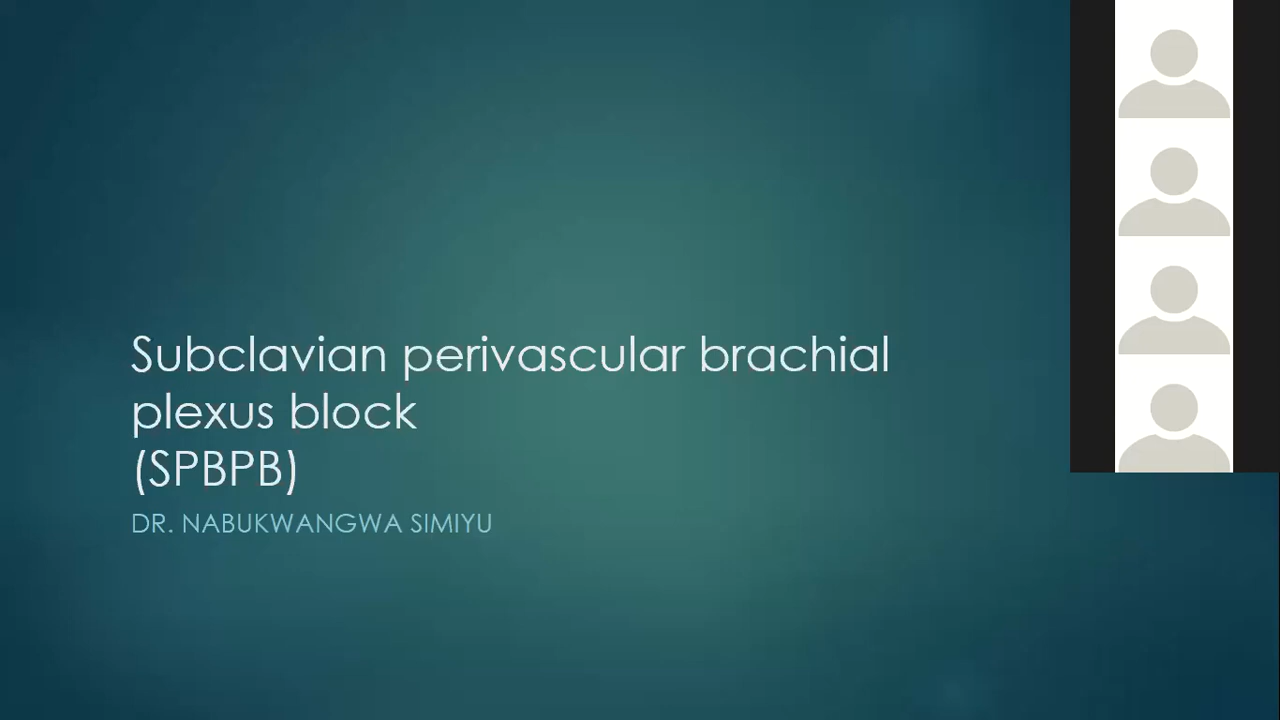 Subclavian perivascular brachial
plexus block
(SPBPB)
DR. NABUKWANGWA SIMIYU